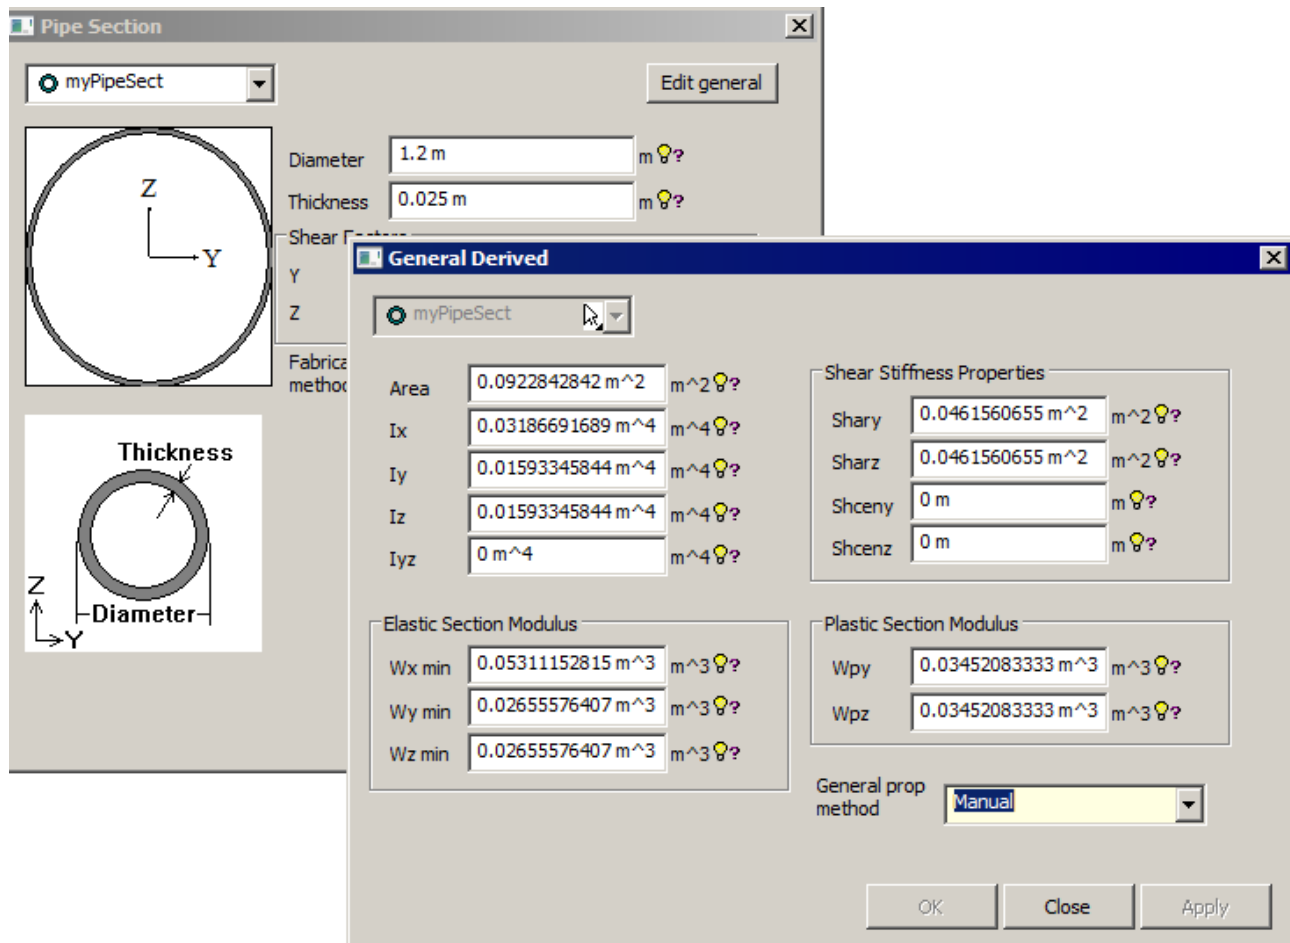 Pipe Section
myPipeSect
Edit general
Z
Y
Diameter 1.2 m m ?
Thickness 0.025 m m ?
Shear
Y
Z
Fabrica
method
Thickness
Diameter
Z
Y
General Derived
myPipeSect
Area 0.0922842842 m^2 m^2 ?
Ix 0.03186691689 m^4 m^4 ?
Iy 0.01593345844 m^4 m^4 ?
Iz 0.01593345844 m^4 m^4 ?
Iyz 0 m^4 m^4 ?
Shear Stiffness Properties
Shary 0.0461560655 m^2 m^2 ?
Sharz 0.0461560655 m^2 m^2 ?
Shceny 0 m m ?
Shcenz 0 m m ?
Elastic Section Modulus
Wx min 0.05311152815 m^3 m^3 ?
Wy min 0.02655576407 m^3 m^3 ?
Wz min 0.02655576407 m^3 m^3 ?
Plastic Section Modulus
Wpy 0.03452083333 m^3 m^3 ?
Wpz 0.03452083333 m^3 m^3 ?
General prop
method
Manual
OK Close Apply